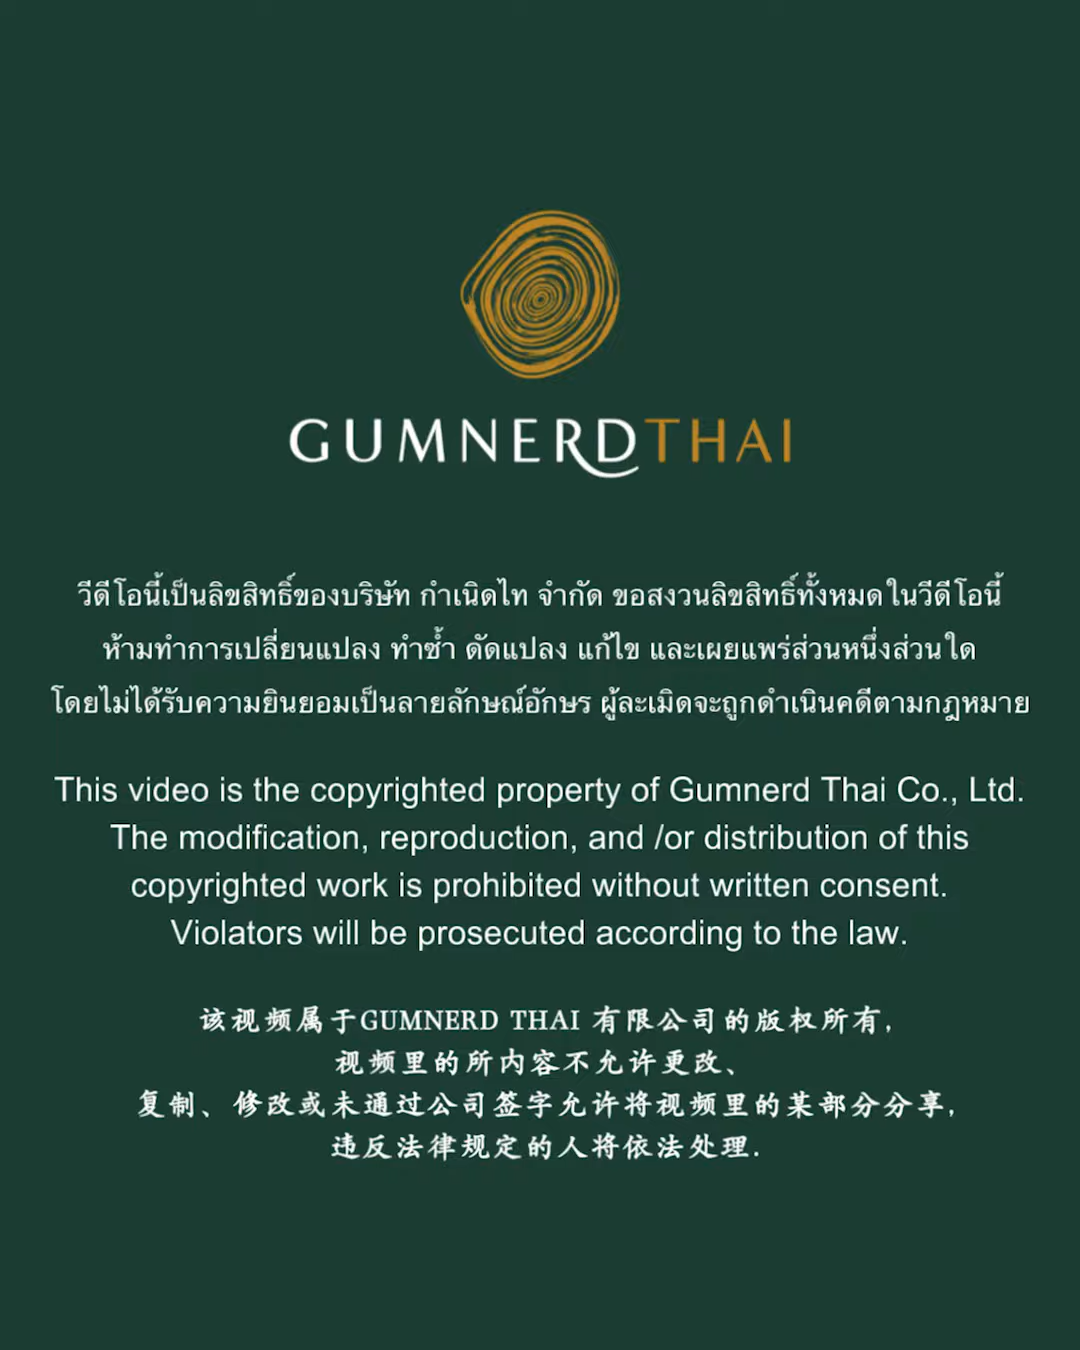 GUMNERDTHAI
วีดีโอนี้เป็นลิขสิทธิ์ของบริษัท กำเนิดไท จำกัด ขอสงวนลิขสิทธิ์ทั้งหมดในวีดีโอนี้
ห้ามทำการเปลี่ยนแปลง ทำซ้ำ ดัดแปลง แก้ไข และเผยแพร่ส่วนหนึ่งส่วนใด
โดยไม่ได้รับความยินยอมเป็นลายลักษณ์อักษร ผู้ละเมิดจะถูกดำเนินคดีตามกฎหมาย
This video is the copyrighted property of Gumnerd Thai Co., Ltd.
The modification, reproduction, and /or distribution of this
copyrighted work is prohibited without written consent.
Violators will be prosecuted according to the law.
该视频属于GUMNERD THAI 有限公司的版权所有,
视频里的所内容不允许更改、
复制、修改或未通过公司签字允许将视频里的某部分分享,
违反法律规定的人将依法处理.